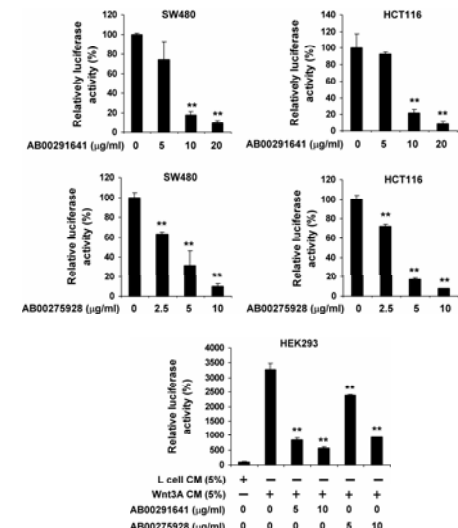 SW480
Relatively luciferase
activity (%)
120
100
80
60
40
20
0
** **
0 5 10 20
AB00291641 (µg/ml)
HCT116
Relatively luciferase
activity (%)
120
100
80
60
40
20
0
** **
0 5 10 20
AB00291641 (µg/ml)
SW480
Relative luciferase
activity (%)
120
100
80
60
40
20
0
** ** **
0 2.5 5 10
AB00275928 (µg/ml)
HCT116
Relative luciferase
activity (%)
120
100
80
60
40
20
0
** ** **
0 2.5 5 10
AB00275928 (µg/ml)
HEK293
Relative luciferase
activity (%)
4000
3500
3000
2500
2000
1500
1000
500
0
** ** ** **
L cell CM (5%) + − − − − −
Wnt3A CM (5%) − + + + + +
AB00291641 (µg/ml) 0 0 5 10 0 0
AB00275928 (µg/ml) 0 0 0 0 5 10